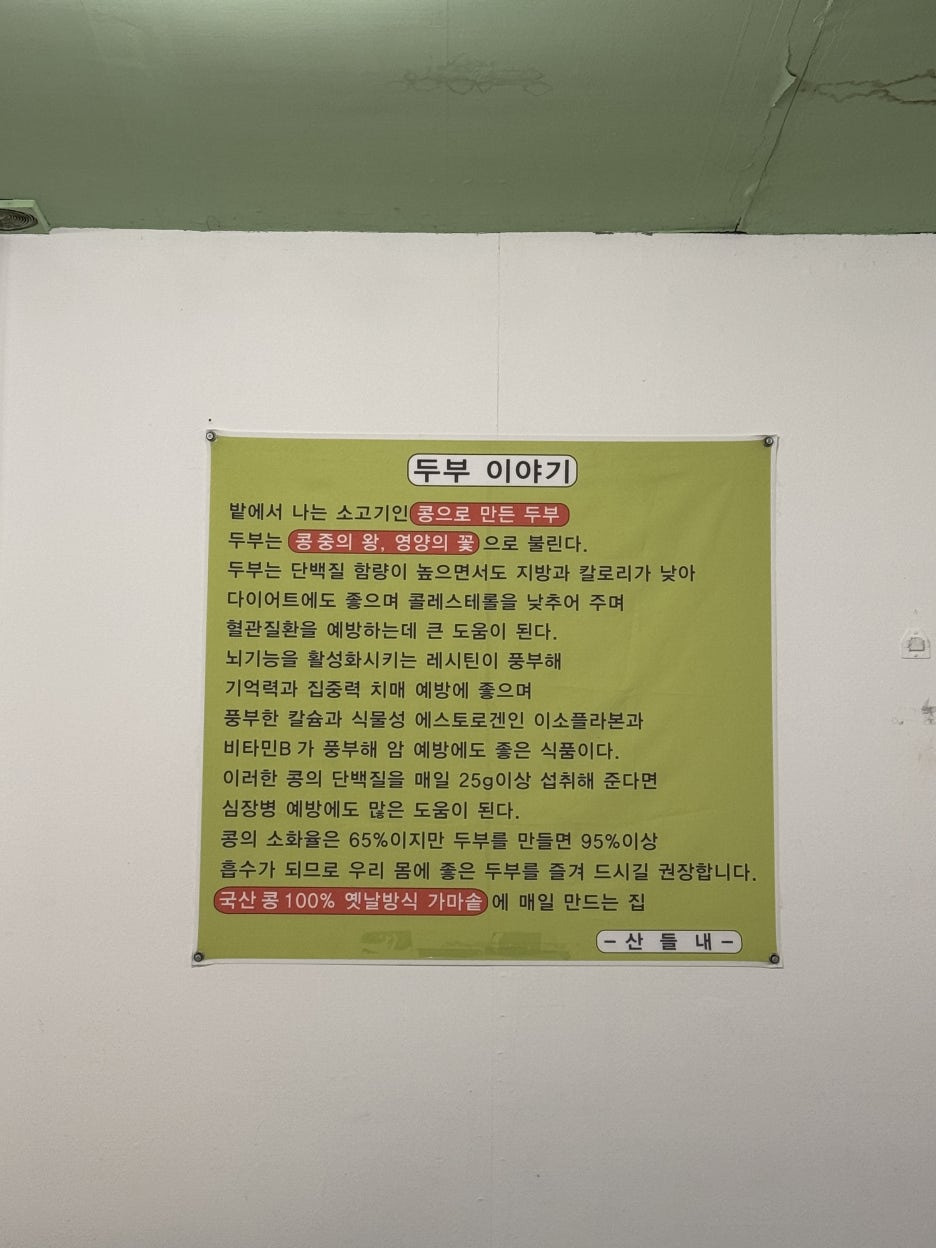 두부 이야기
밭에서 나는 소고기인 콩으로 만든 두부
두부는 콩중의 왕, 영양의 꽃 으로 불린다.
두부는 단백질 함량이 높으면서도 지방과 칼로리가 낮아
다이어트에도 좋으며 콜레스테롤을 낮추어 주며
혈관질환을 예방하는데 큰 도움이 된다.
뇌기능을 활성화시키는 레시틴이 풍부해
기억력과 집중력 치매 예방에 좋으며
풍부한 칼슘과 식물성 에스토로겐인 이소플라본과
비타민B 가 풍부해 암 예방에도 좋은 식품이다.
이러한 콩의 단백질을 매일 25g이상 섭취해 준다면
심장병 예방에도 많은 도움이 된다.
콩의 소화율은 65%이지만 두부를 만들면 95%이상
흡수가 되므로 우리 몸에 좋은 두부를 즐겨 드시길 권장합니다.
국산 콩 100% 옛날방식 가마솥 에 매일 만드는 집
- 산 들 내 -